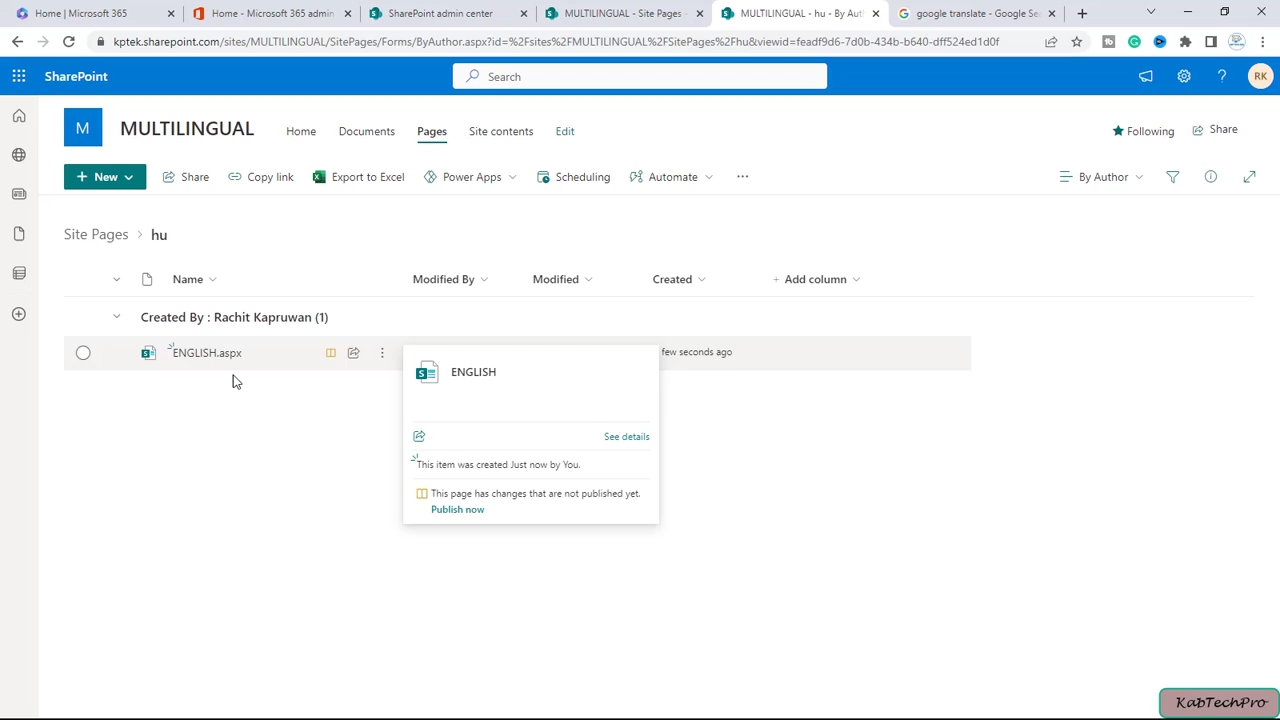 Home | Microsoft 365
Home - Microsoft 365 admin
SharePoint admin center
MULTILINGUAL - Site Pages -
MULTILINGUAL - hu - By Auth
google translate - Google Sea
kptek.sharepoint.com/sites/MULTILINGUAL/SitePages/Forms/ByAuthor.aspx?id=%2Fsites%2FMULTILINGUAL%2FSitePages%2Fhu&viewid=feadf9d6-7d0b-434b-b640-dff524ed1d0f
SharePoint
Search
RK
M
MULTILINGUAL
Home
Documents
Pages
Site contents
Edit
Following
Share
New
Share
Copy link
Export to Excel
Power Apps
Scheduling
Automate
By Author
Site Pages > hu
Name
Modified By
Modified
Created
+ Add column
Created By : Rachit Kapruwan (1)
ENGLISH.aspx
few seconds ago
ENGLISH
See details
This item was created Just now by You.
This page has changes that are not published yet.
Publish now
KabTechPro